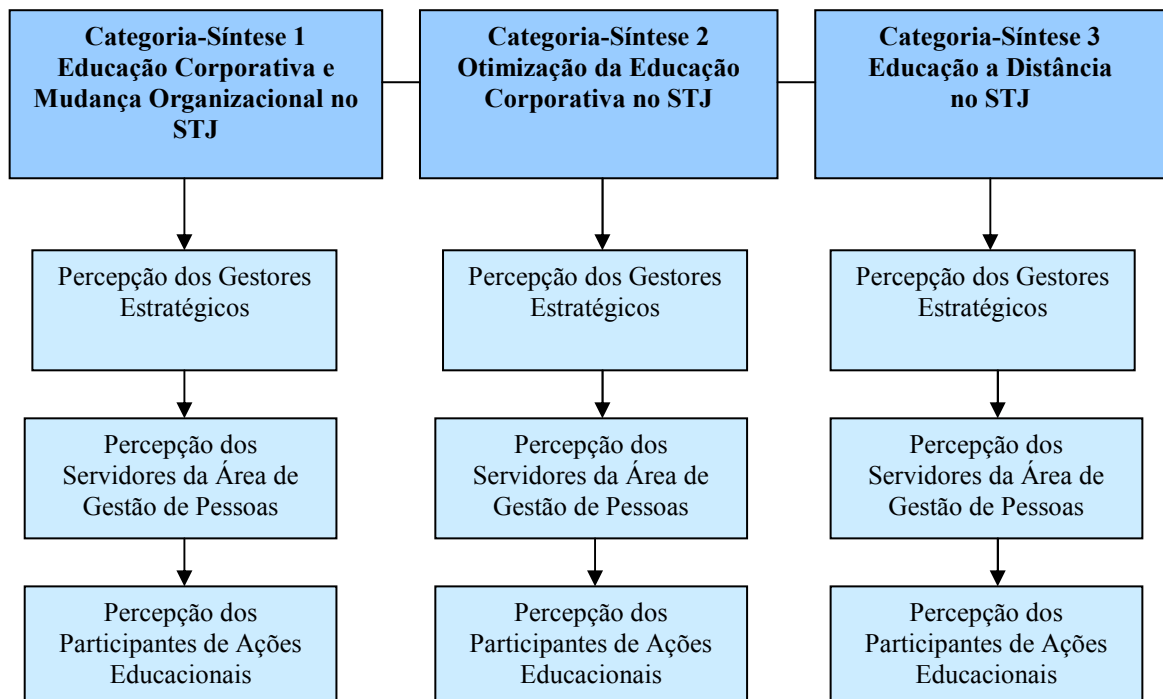 Categoria-Síntese 1
Educação Corporativa e
Mudança Organizacional no
STJ
Categoria-Síntese 2
Otimização da Educação
Corporativa no STJ
Categoria-Síntese 3
Educação a Distância
no STJ
Percepção dos Gestores
Estratégicos
Percepção dos Gestores
Estratégicos
Percepção dos Gestores
Estratégicos
Percepção dos
Servidores da Área de
Gestão de Pessoas
Percepção dos
Servidores da Área de
Gestão de Pessoas
Percepção dos
Servidores da Área de
Gestão de Pessoas
Percepção dos
Participantes de Ações
Educacionais
Percepção dos
Participantes de Ações
Educacionais
Percepção dos
Participantes de Ações
Educacionais